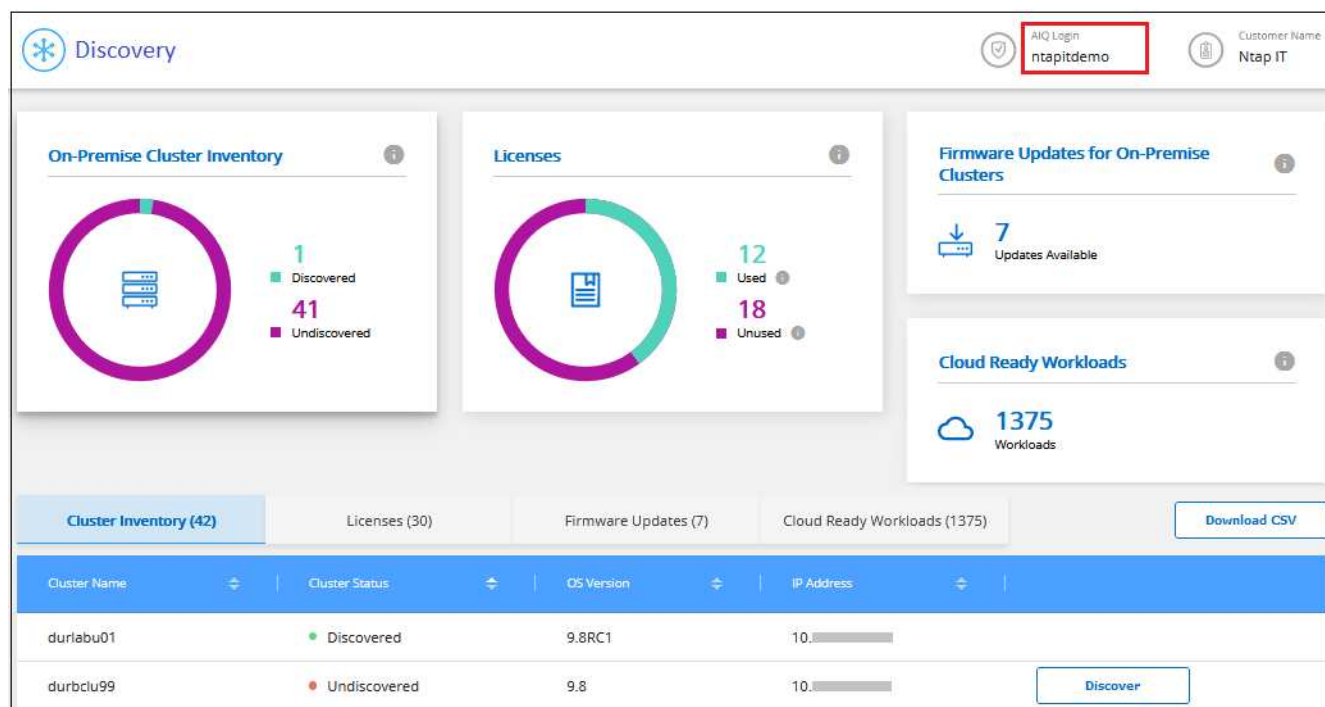 Discovery
AIQ Login
ntapitdemo
Customer Name
Ntap IT
On-Premise Cluster Inventory
1
Discovered
41
Undiscovered
Licenses
12
Used
18
Unused
Firmware Updates for On-Premise
Clusters
7
Updates Available
Cloud Ready Workloads
1375
Workloads
Cluster Inventory (42)
Licenses (30)
Firmware Updates (7)
Cloud Ready Workloads (1375)
Download CSV
Cluster Name
Cluster Status
OS Version
IP Address
durlabu01
Discovered
9.8RC1
10.
durbclu99
Undiscovered
9.8
10.
Discover